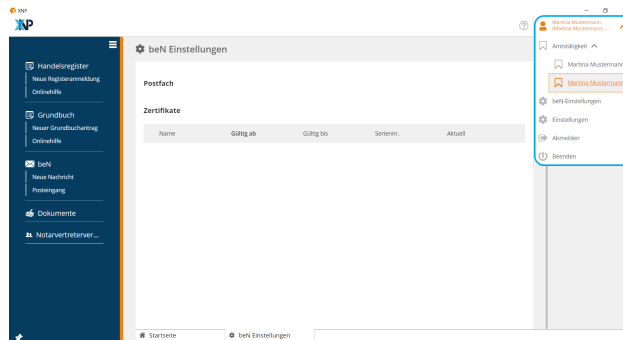 XNP
XNP
Martina Mustermann
(Martina Mustermann, ...
beN Einstellungen
Amtstätigkeit
Handelsregister
Martina Mustermann
Neue Registeranmeldung
Onlinehilfe
Postfach
Martina Mustermann
Zertifikate
beN-Einstellungen
Grundbuch
Neuer Grundbuchantrag
Einstellungen
Name Gültig ab Gültig bis Seriennr. Aktuell
Onlinehilfe
Abmelden
beN
Beenden
Neue Nachricht
Posteingang
Dokumente
Notarvertreterver...
Startseite beN Einstellungen